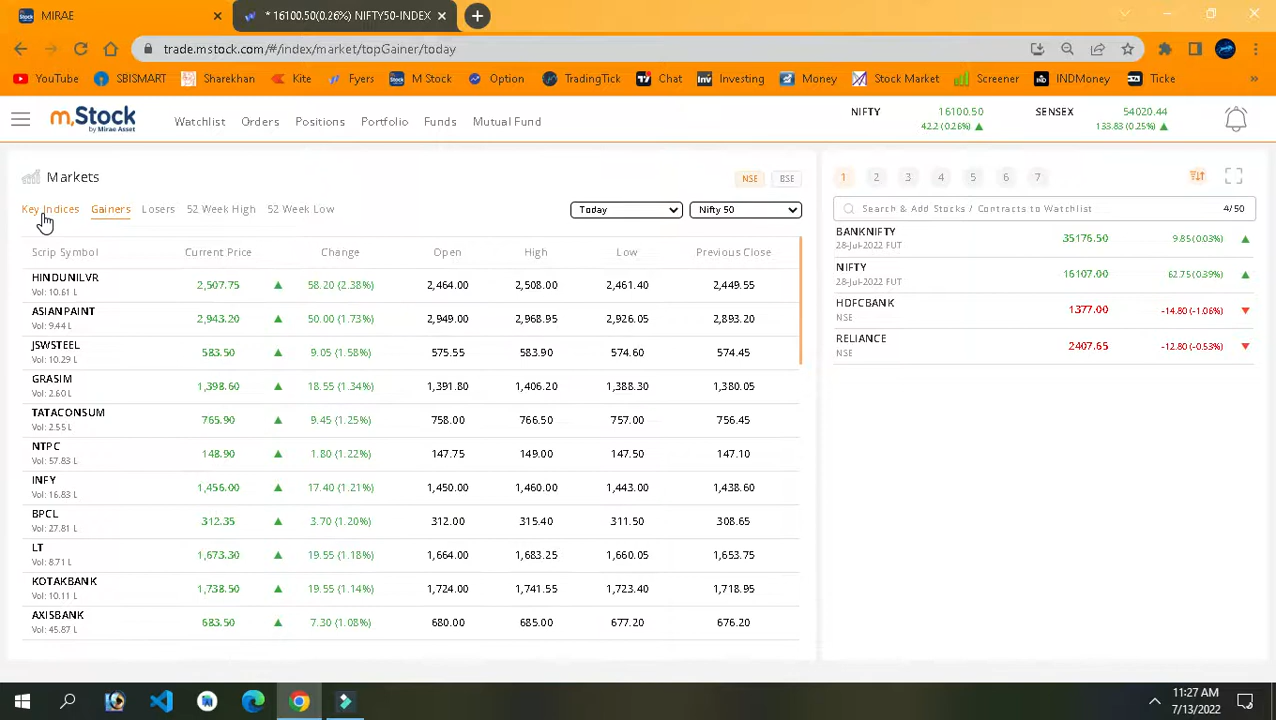 MIRAE
* 16100.50(0.26%) NIFTY50-INDEX
trade.mstock.com/#/index/market/topGainer/today
YouTube SBISMART Sharekhan Kite Fyers M Stock Option TradingTick Chat Investing Money Stock Market Screener INDMoney Ticke
m.Stock
by Mirae Asset
Watchlist Orders Positions Portfolio Funds Mutual Fund
NIFTY 16100.50 SENSEX 54020.44
42.2 (0.26%) ▲ 133.83 (0.25%) ▲
Markets
NSE BSE
Key Indices Gainers Losers 52 Week High 52 Week Low Today Nifty 50
Scrip Symbol Current Price Change Open High Low Previous Close
HINDUNILVR 2,507.75 ▲ 58.20 (2.38%) 2,464.00 2,508.00 2,461.40 2,449.55
Vol: 10.61 L
ASIANPAINT 2,943.20 ▲ 50.00 (1.73%) 2,949.00 2,968.95 2,926.05 2,893.20
Vol: 9.44 L
JSWSTEEL 583.50 ▲ 9.05 (1.58%) 575.55 583.90 574.60 574.45
Vol: 10.29 L
GRASIM 1,398.60 ▲ 18.55 (1.34%) 1,391.80 1,406.20 1,388.30 1,380.05
Vol: 2.60 L
TATACONSUM 765.90 ▲ 9.45 (1.25%) 758.00 766.50 757.00 756.45
Vol: 2.55 L
NTPC 148.90 ▲ 1.80 (1.22%) 147.75 149.00 147.50 147.10
Vol: 57.83 L
INFY 1,456.00 ▲ 17.40 (1.21%) 1,450.00 1,460.00 1,443.00 1,438.60
Vol: 16.83 L
BPCL 312.35 ▲ 3.70 (1.20%) 312.00 315.40 311.50 308.65
Vol: 27.81 L
LT 1,673.30 ▲ 19.55 (1.18%) 1,664.00 1,683.25 1,660.05 1,653.75
Vol: 8.71 L
KOTAKBANK 1,738.50 ▲ 19.55 (1.14%) 1,724.00 1,741.55 1,723.40 1,718.95
Vol: 10.11 L
AXISBANK 683.50 ▲ 7.30 (1.08%) 680.00 685.00 677.20 676.20
Vol: 45.87 L
1 2 3 4 5 6 7
Search & Add Stocks / Contracts to Watchlist 4/50
BANKNIFTY 35176.50 9.85 (0.03%) ▲
28-Jul-2022 FUT
NIFTY 16107.00 62.75 (0.39%) ▲
28-Jul-2022 FUT
HDFCBANK 1377.00 -14.80 (-1.06%) ▼
NSE
RELIANCE 2407.65 -12.80 (-0.53%) ▼
NSE
11:27 AM
7/13/2022